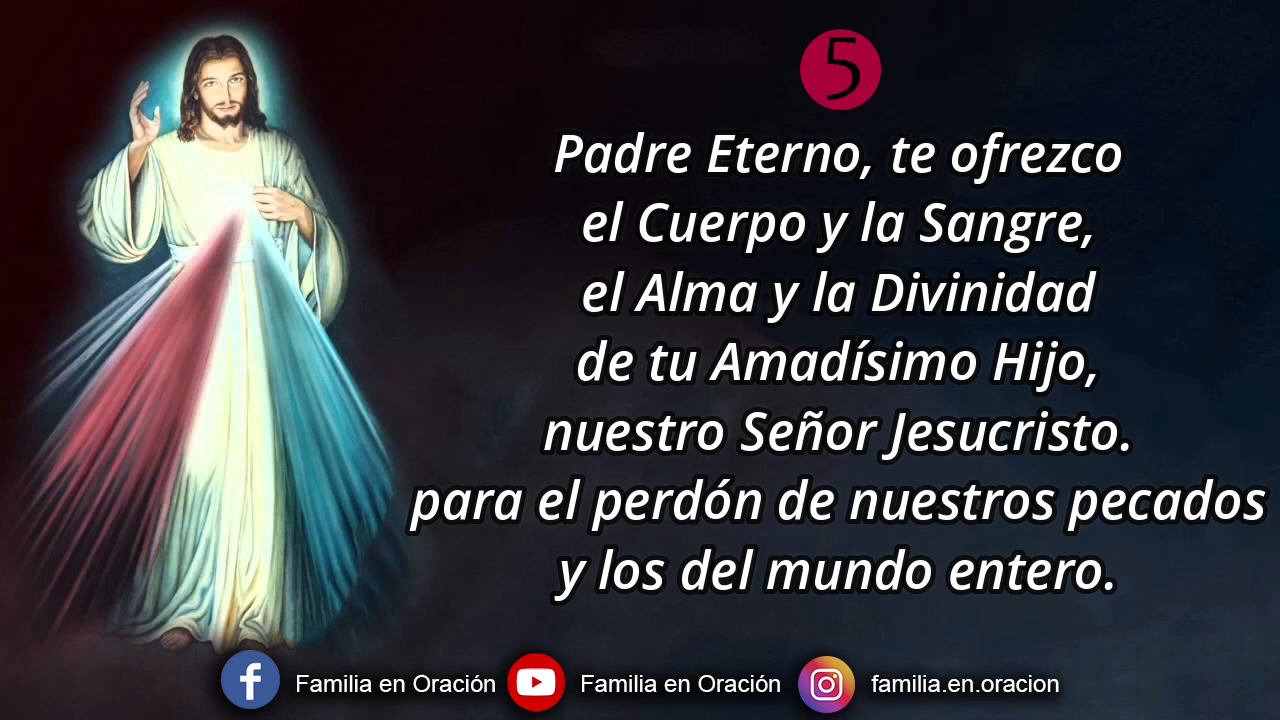 5
Padre Eterno, te ofrezco
el Cuerpo y la Sangre,
el Alma y la Divinidad
de tu Amadísimo Hijo,
nuestro Señor Jesucristo.
para el perdón de nuestros pecados
y los del mundo entero.
Familia en Oración Familia en Oración familia.en.oracion